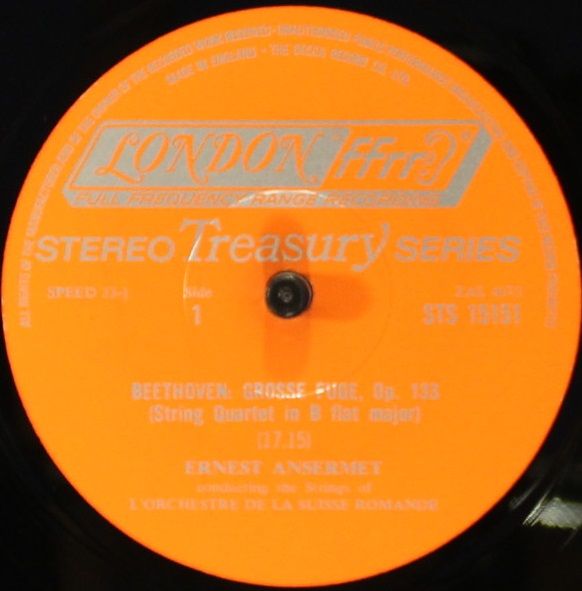 LONDON ffrr
FULL FREQUENCY RANGE RECORDING
STEREO Treasury SERIES
SPEED 33⅓
Side
1
STS 15151
BEETHOVEN: GROSSE FUGE, Op. 133
(String Quartet in B flat major)
(17.15)
ERNEST ANSERMET
conducting the Strings of
L'ORCHESTRE DE LA SUISSE ROMANDE
MADE IN ENGLAND · THE DECCA RECORD CO. LTD.